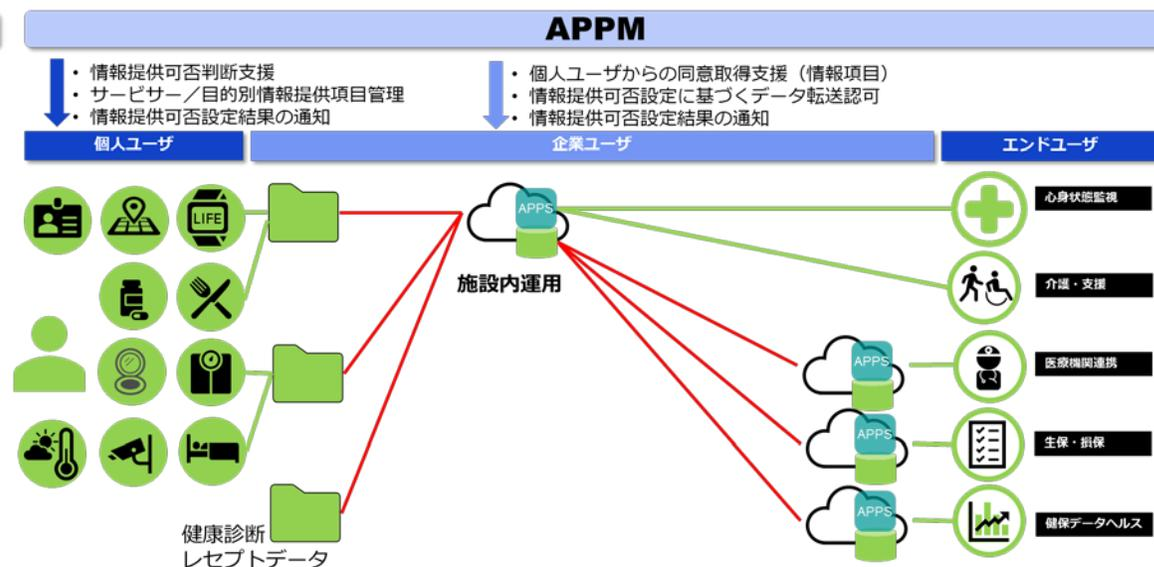 APPM
・ 情報提供可否判断支援
・ サービサー／目的別情報提供項目管理
・ 情報提供可否設定結果の通知
・ 個人ユーザからの同意取得支援（情報項目）
・ 情報提供可否設定に基づくデータ転送認可
・ 情報提供可否設定結果の通知
個人ユーザ
企業ユーザ
エンドユーザ
LIFE
APPS
心身状態監視
施設内運用
介護・支援
APPS
医療機関連携
APPS
生保・損保
APPS
健保データヘルス
健康診断
レセプトデータ